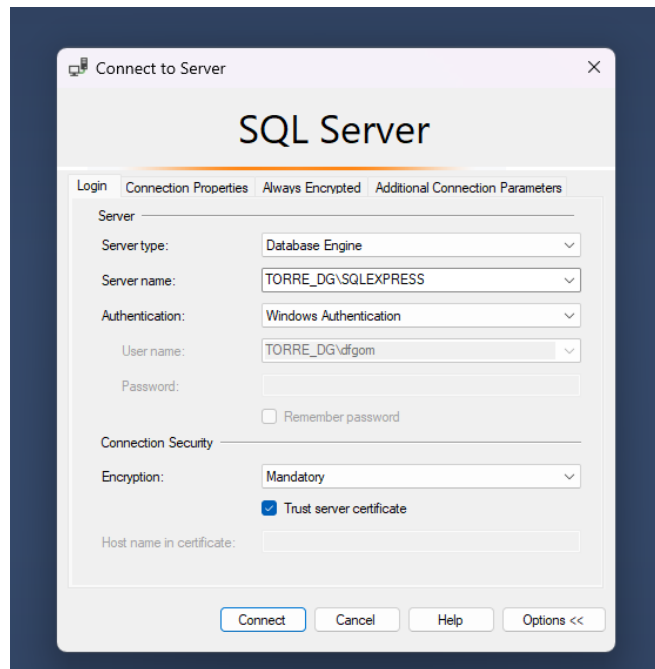 Connect to Server
SQL Server
Login Connection Properties Always Encrypted Additional Connection Parameters
Server
Server type: Database Engine
Server name: TORRE_DG\SQLEXPRESS
Authentication: Windows Authentication
User name: TORRE_DG\dfgom
Password:
Remember password
Connection Security
Encryption: Mandatory
Trust server certificate
Host name in certificate:
Connect Cancel Help Options <<